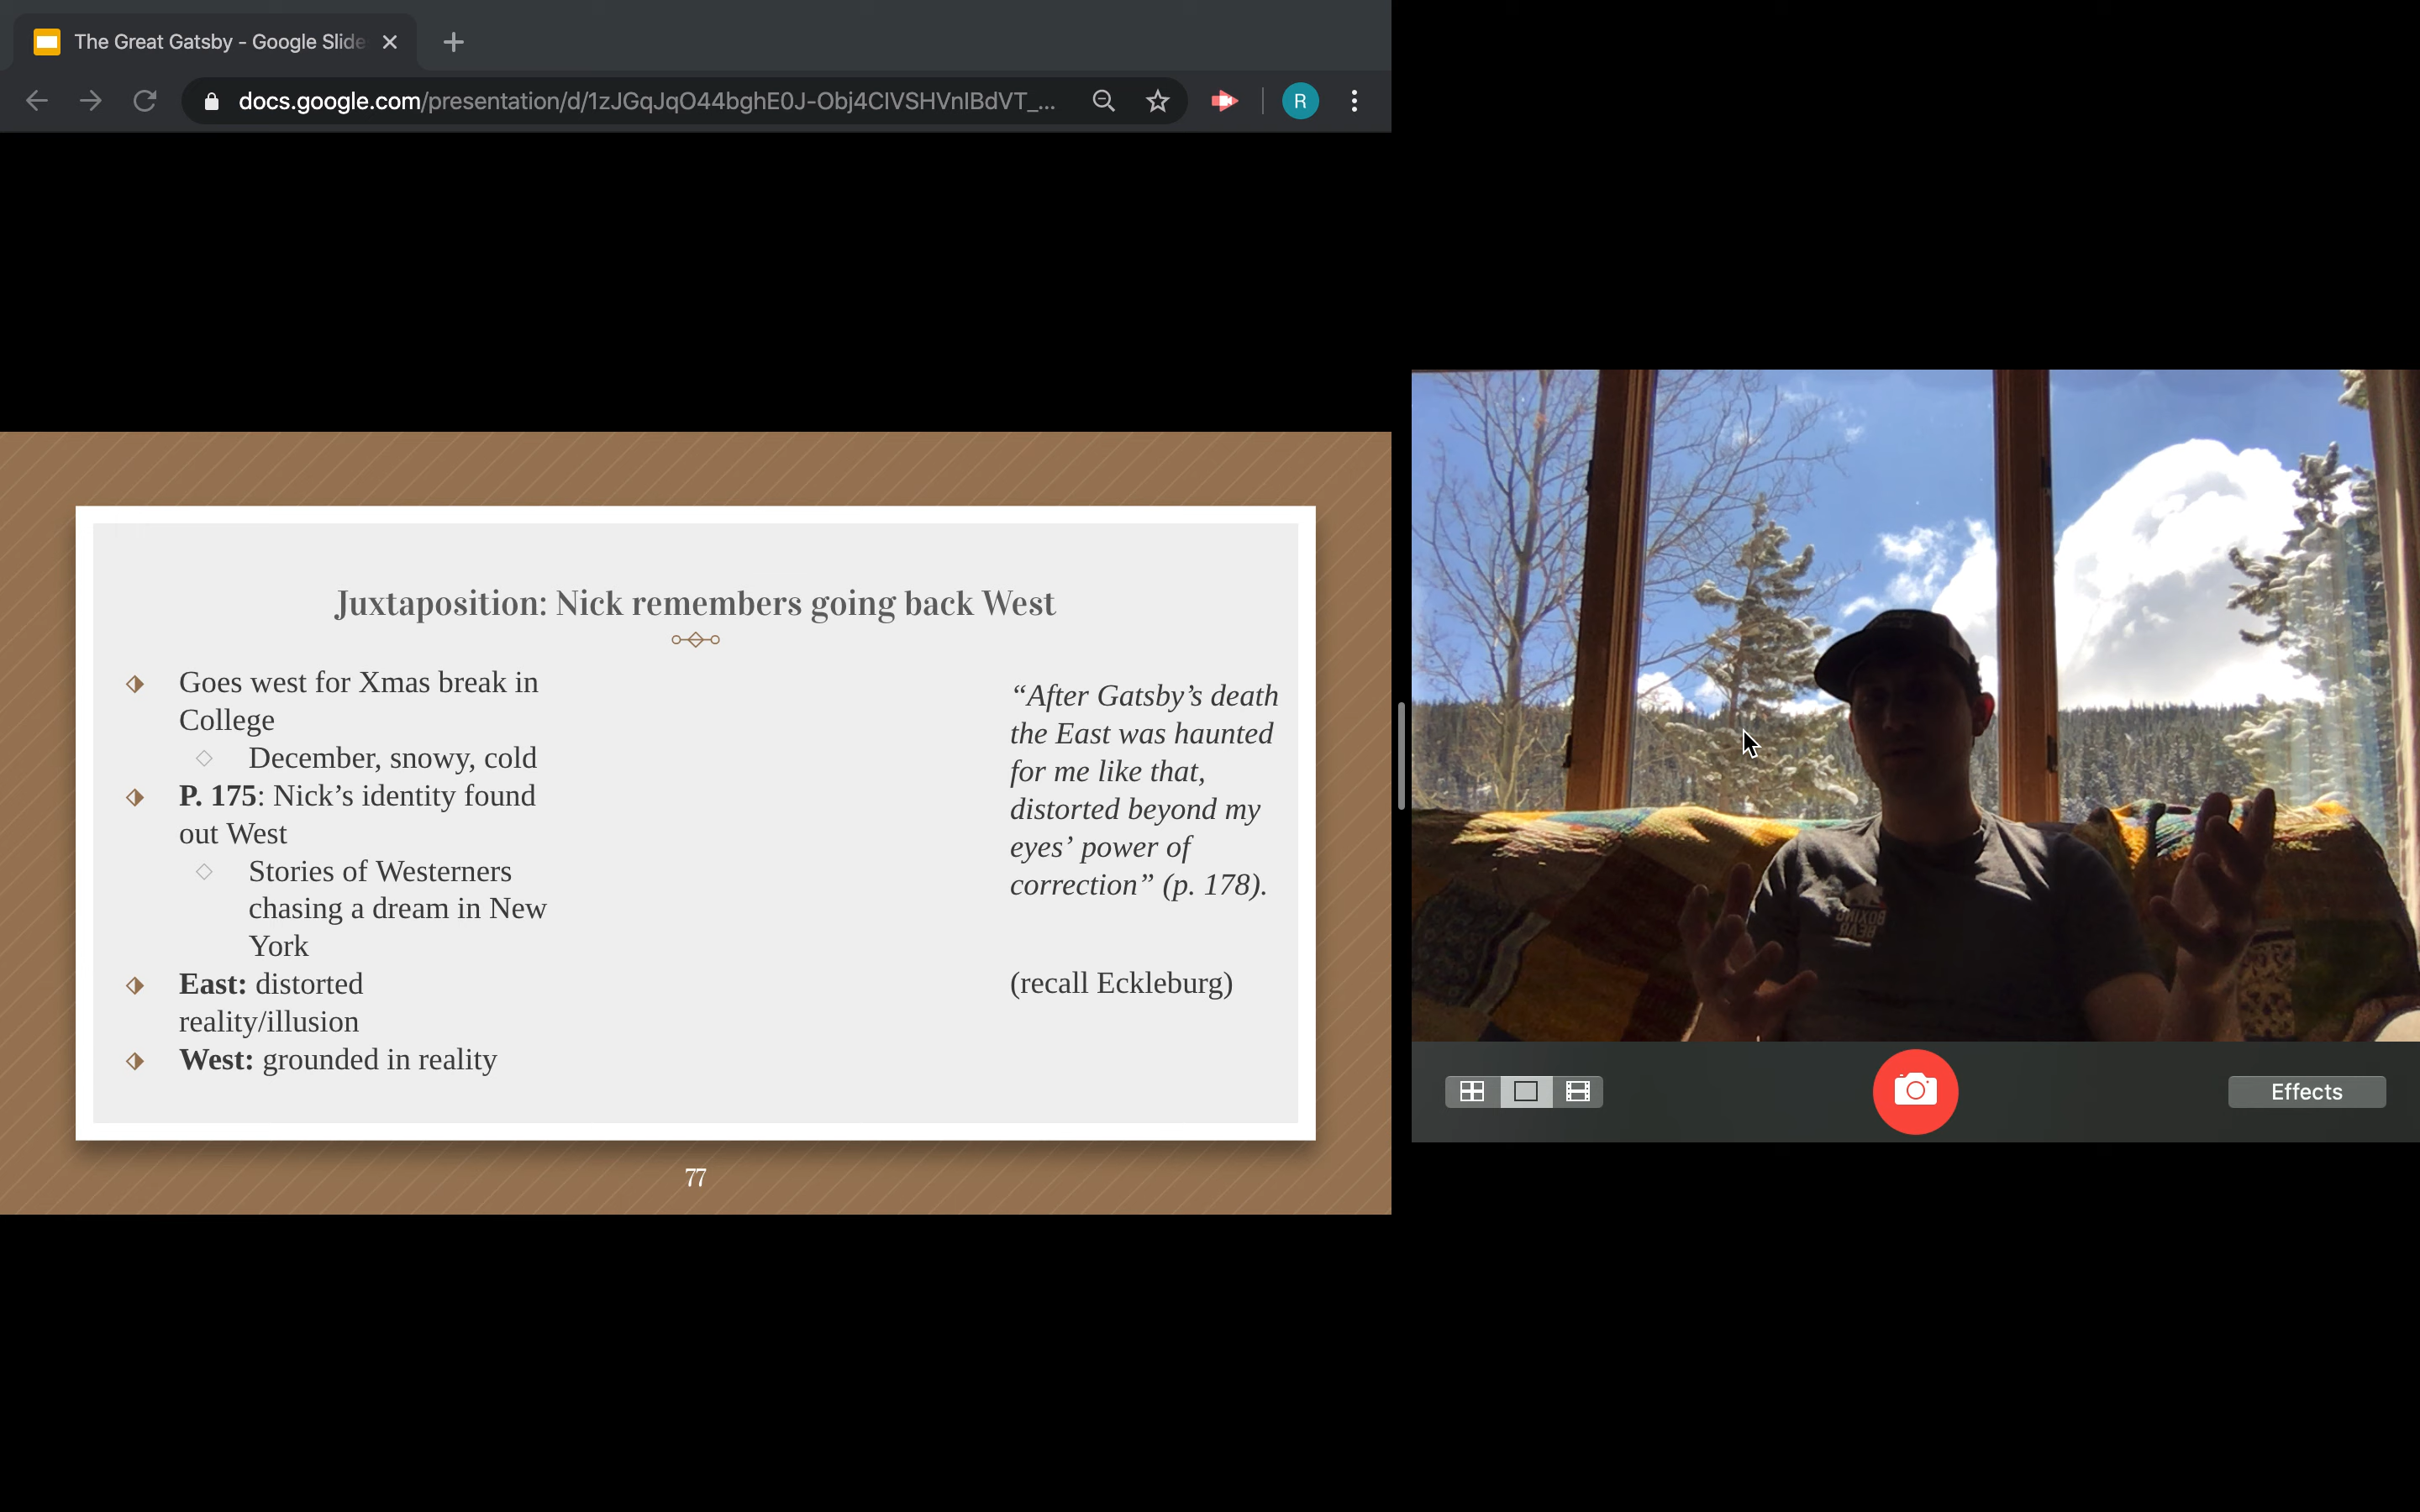 The Great Gatsby - Google Slide
docs.google.com/presentation/d/1zJGqJqO44bghE0J-Obj4CIVSHVnIBdVT_...
R
Juxtaposition: Nick remembers going back West
Goes west for Xmas break in
College
December, snowy, cold
P. 175: Nick’s identity found
out West
Stories of Westerners
chasing a dream in New
York
East: distorted
reality/illusion
West: grounded in reality
“After Gatsby’s death
the East was haunted
for me like that,
distorted beyond my
eyes’ power of
correction” (p. 178).
(recall Eckleburg)
77
BOXING
BEAR
Effects